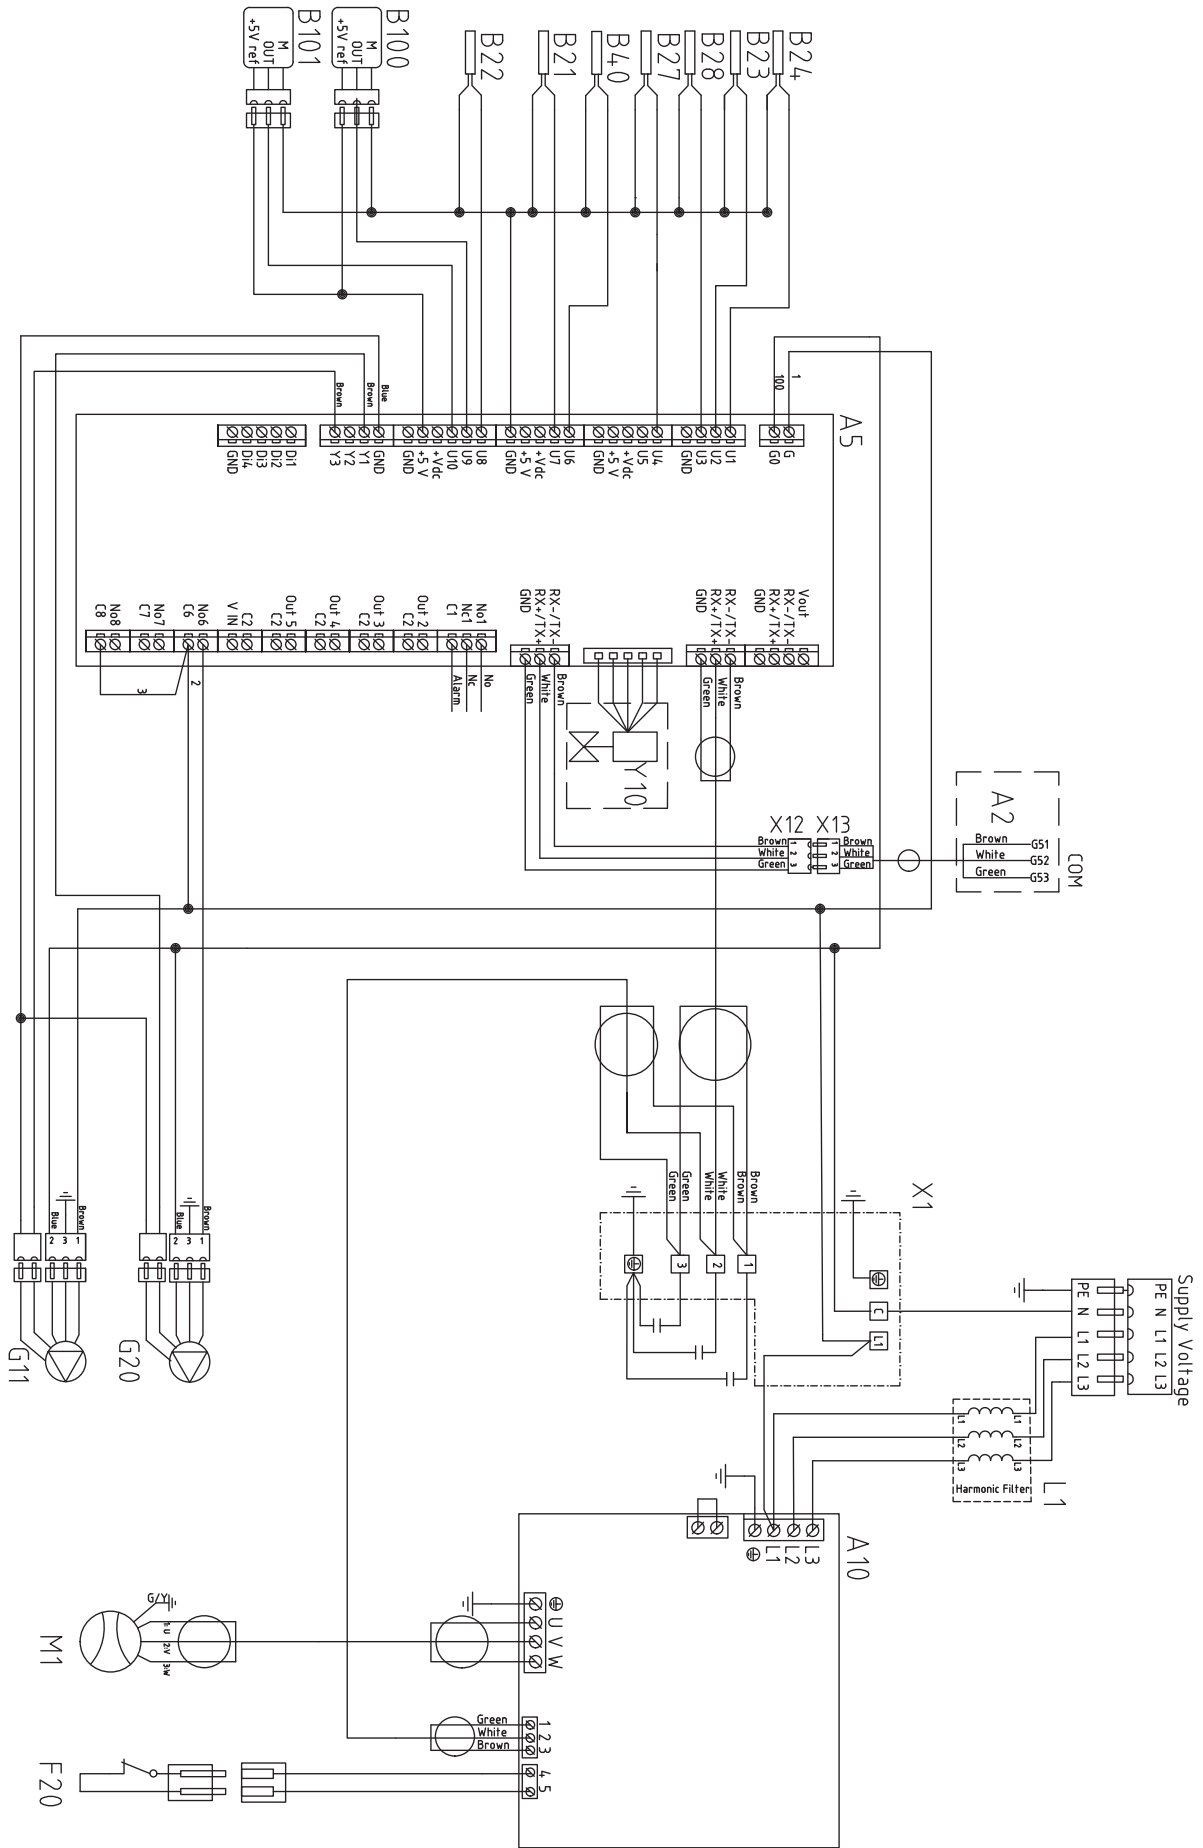 B101
M
OUT
+5V ref
B100
M
OUT
+5V ref
B22
B21
B40
B27
B28
B23
B24
1
100
Blue
Brown
Brown
A5
GND
Di4
Di3
Di2
Di1
Y3
Y2
Y1
GND
GND
+5 V
+Vdc
U10
U9
U8
GND
+5 V
+Vdc
U7
U6
GND
+5 V
+Vdc
U5
U4
GND
U3
U2
U1
G0
G
C8
No8
C7
No7
C6
No6
V IN
C2
C2
Out 5
C2
Out 4
C2
Out 3
C2
Out 2
C1
Nc1
No1
GND
RX+/TX+
RX-/TX-
GND
RX+/TX+
RX-/TX-
GND
RX+/TX+
RX-/TX-
Vout
3
2
Alarm
Nc
No
Green
White
Brown
Green
White
Brown
Y10
X12
X13
Brown 1
White 2
Green 3
1 Brown
2 White
3 Green
A2
Brown G51
White G52
Green G53
COM
Green
Green
White
White
Brown
Brown
X1
3
2
1
C
L1
Supply Voltage
PE N L1 L2 L3
PE N L1 L2 L3
L1
L1
L2
L2
L3
L3
Harmonic Filter
L1
2 3 1
Blue
Brown
G11
2 3 1
Blue
Brown
G20
A10
L1
L2
L3
U
V
W
1
2
3
4
5
Green
White
Brown
G/Y
1:U
2:V
3:W
M1
F20